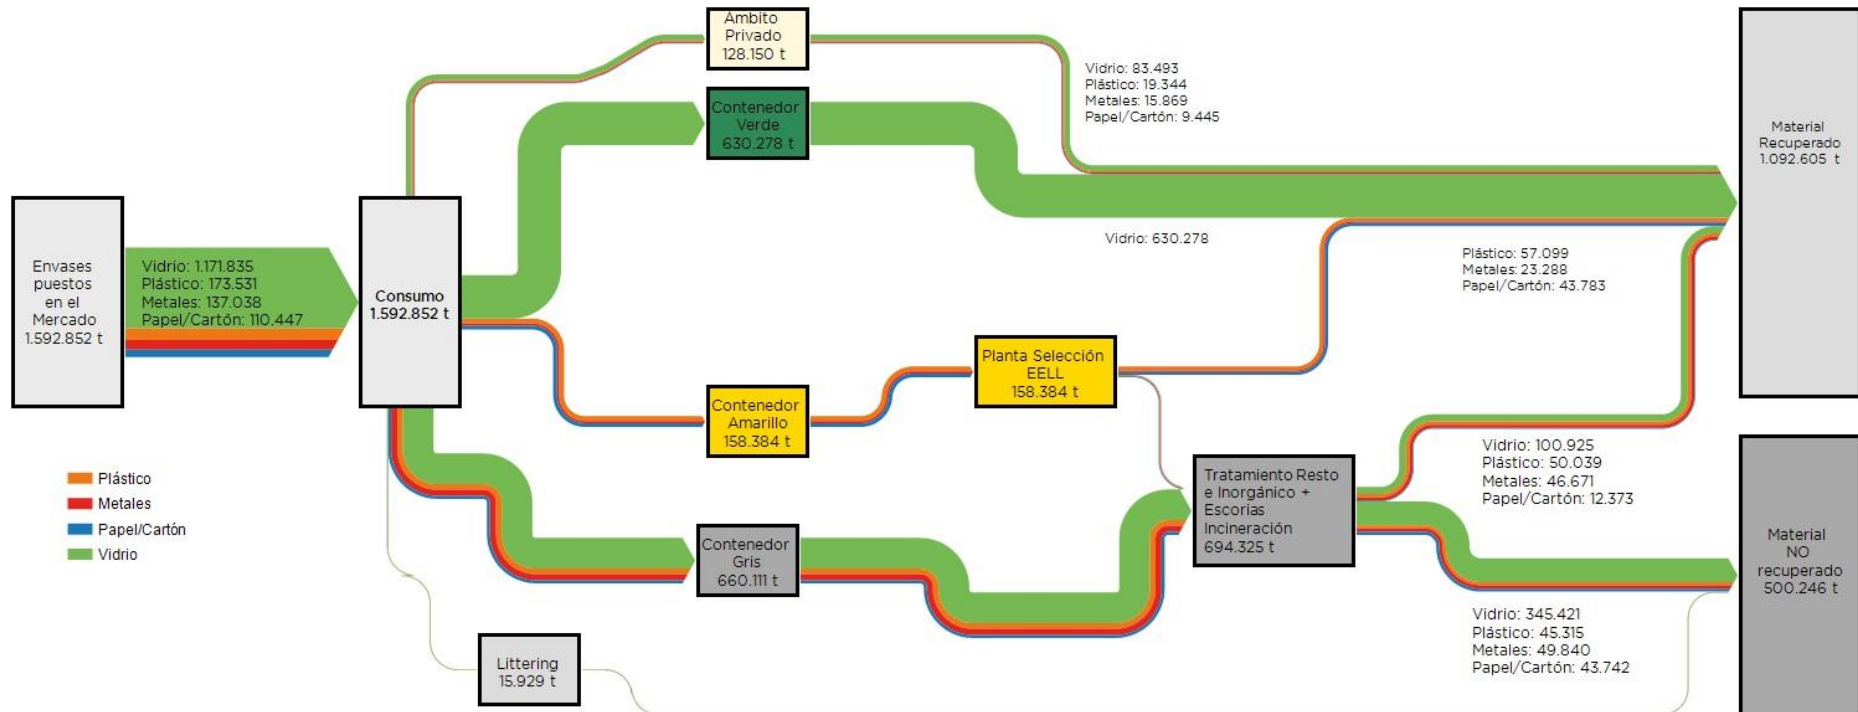 Ambito
Privado
128.150 t
Vidrio: 83.493
Plástico: 19.344
Metales: 15.869
Papel/Cartón: 9.445
Contenedor
Verde
630.278 t
Material
Recuperado
1.092.605 t
Vidrio: 630.278
Envases
puestos
en el
Mercado
1.592.852 t
Vidrio: 1.171.835
Plástico: 173.531
Metales: 137.038
Papel/Cartón: 110.447
Consumo
1.592.852 t
Plástico: 57.099
Metales: 23.288
Papel/Cartón: 43.783
Planta Selección
EELL
158.384 t
Contenedor
Amarillo
158.384 t
Vidrio: 100.925
Plástico: 50.039
Metales: 46.671
Papel/Cartón: 12.373
Plástico
Metales
Papel/Cartón
Vidrio
Tratamiento Resto
e Inorgánico +
Escorias
Incineración
694.325 t
Contenedor
Gris
660.111 t
Material
NO
recuperado
500.246 t
Vidrio: 345.421
Plástico: 45.315
Metales: 49.840
Papel/Cartón: 43.742
Littering
15.929 t